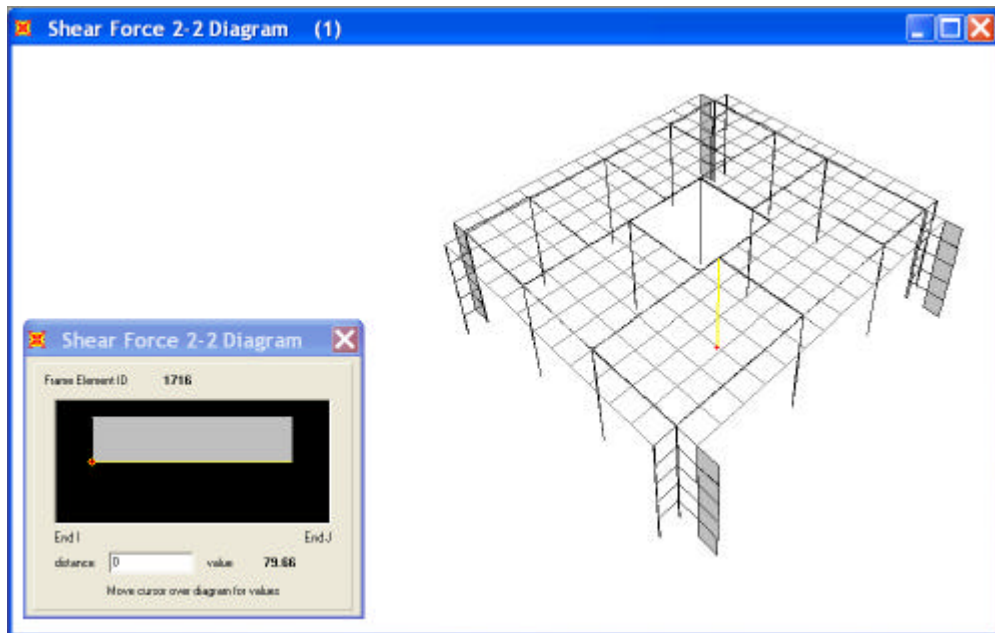 Shear Force 2-2 Diagram (1)
Shear Force 2-2 Diagram
Frame Element ID 1716
End I End J
distance 0 value 79.66
Move cursor over diagram for values